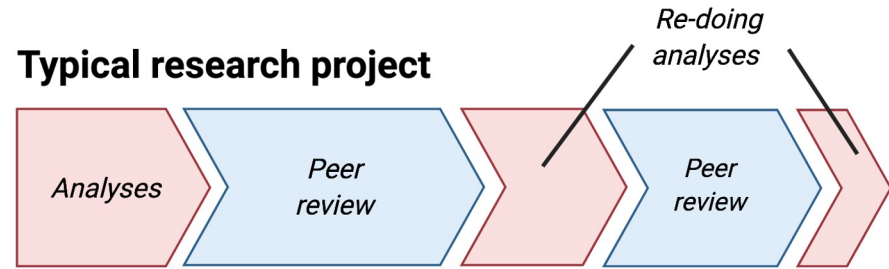 Re-doing
analyses
Typical research project
Analyses
Peer
review
Peer
review